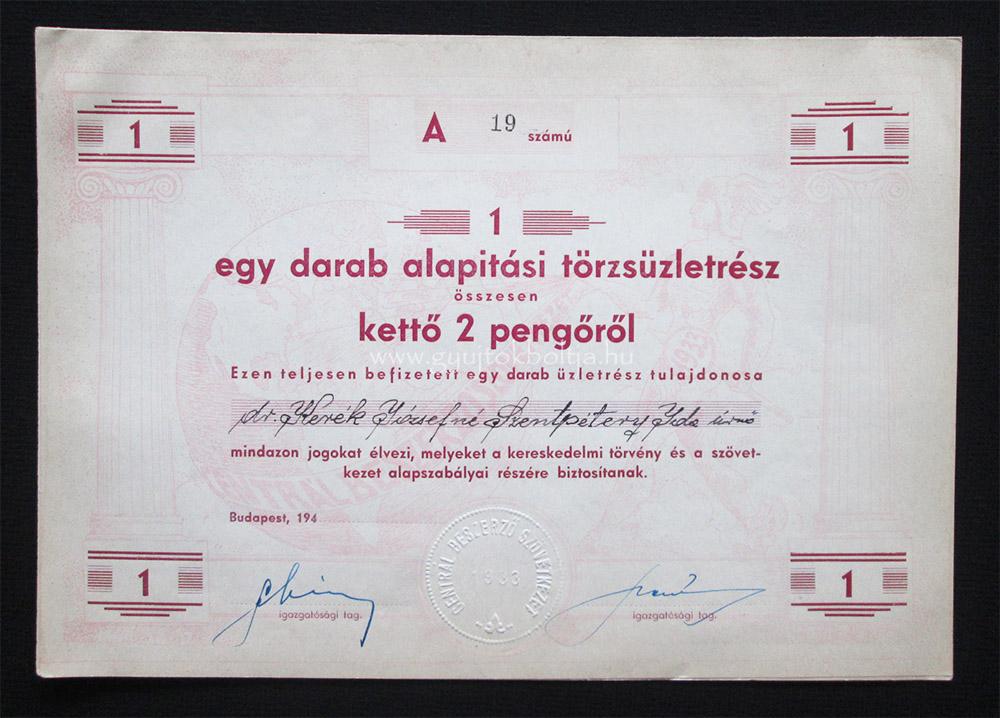 1
1
A 19 számú
1
egy darab alapitási törzsüzletrész
összesen
kettő 2 pengőről
www.gyujtokboltja.hu
Ezen teljesen befizetett egy darab üzletrész tulajdonosa
dr. Kerék Józsefné Szentpétery Ida úrnő
mindazon jogokat élvezi, melyeket a kereskedelmi törvény és a szövet-
kezet alapszabályai részére biztosítanak.
Budapest, 194
CENTRÁL BESZERZŐ SZÖVETKEZET
1933
1
1
igazgatósági tag.
igazgatósági tag.